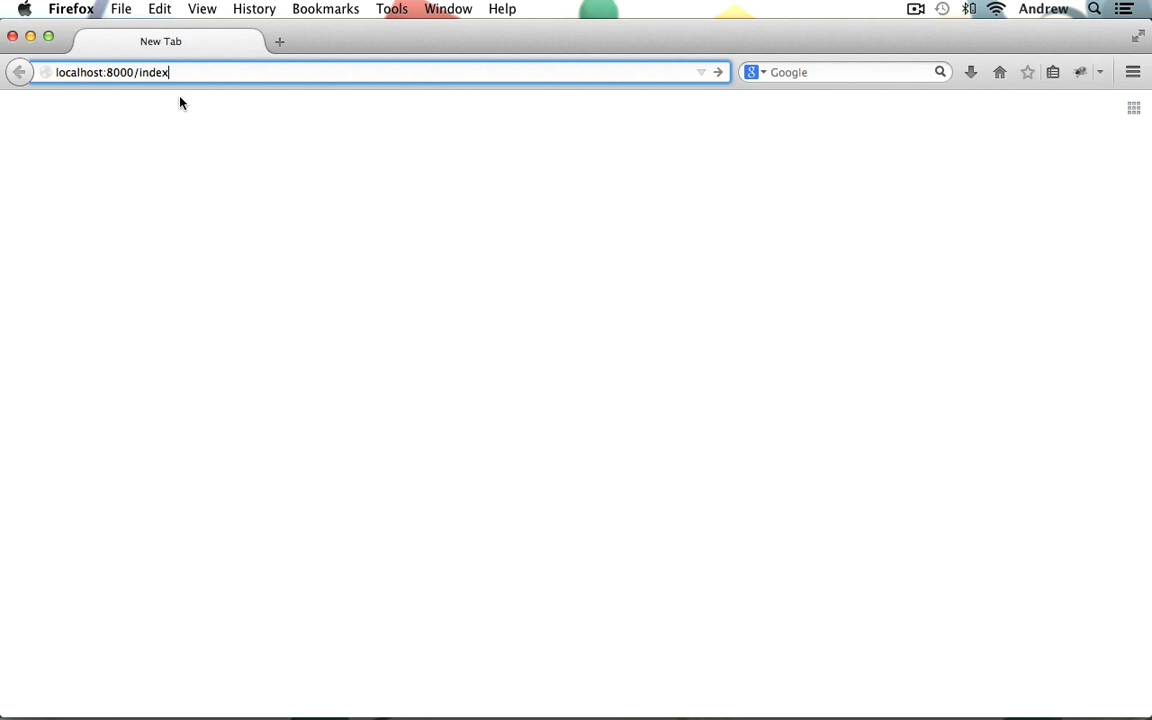 Firefox File Edit View History Bookmarks Tools Window Help Andrew
New Tab
localhost:8000/index
Google